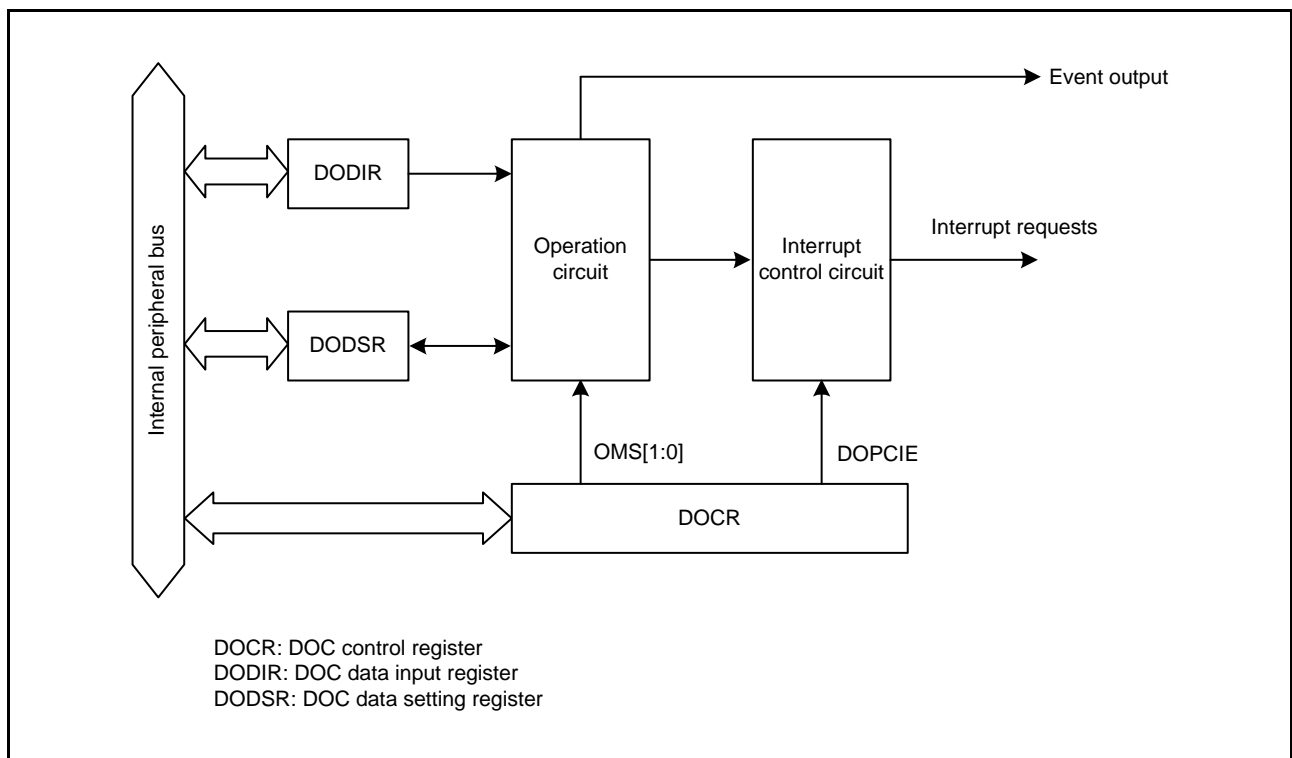 Event output
DODIR
Operation
circuit
Interrupt
control circuit
Interrupt requests
Internal peripheral bus
DODSR
OMS[1:0]
DOPCIE
DOCR
DOCR: DOC control register
DODIR: DOC data input register
DODSR: DOC data setting register